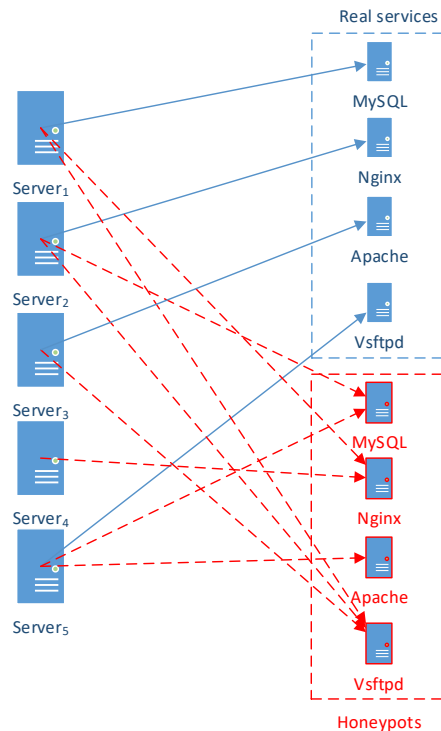 Real services
MySQL
Server₁
Nginx
Server₂
Apache
Vsftpd
Server₃
MySQL
Server₄
Nginx
Apache
Server₅
Vsftpd
Honeypots